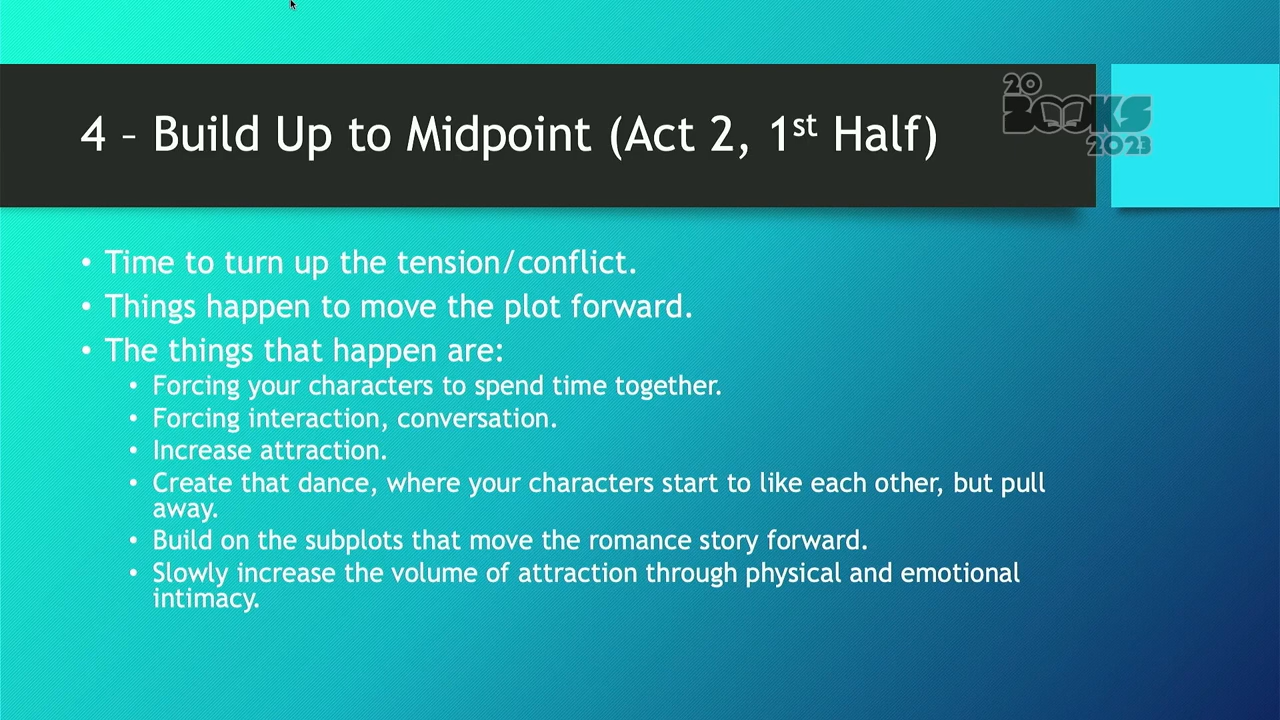 20
BOOKS
2023
4 – Build Up to Midpoint (Act 2, 1st Half)
• Time to turn up the tension/conflict.
• Things happen to move the plot forward.
• The things that happen are:
• Forcing your characters to spend time together.
• Forcing interaction, conversation.
• Increase attraction.
• Create that dance, where your characters start to like each other, but pull
away.
• Build on the subplots that move the romance story forward.
• Slowly increase the volume of attraction through physical and emotional
intimacy.